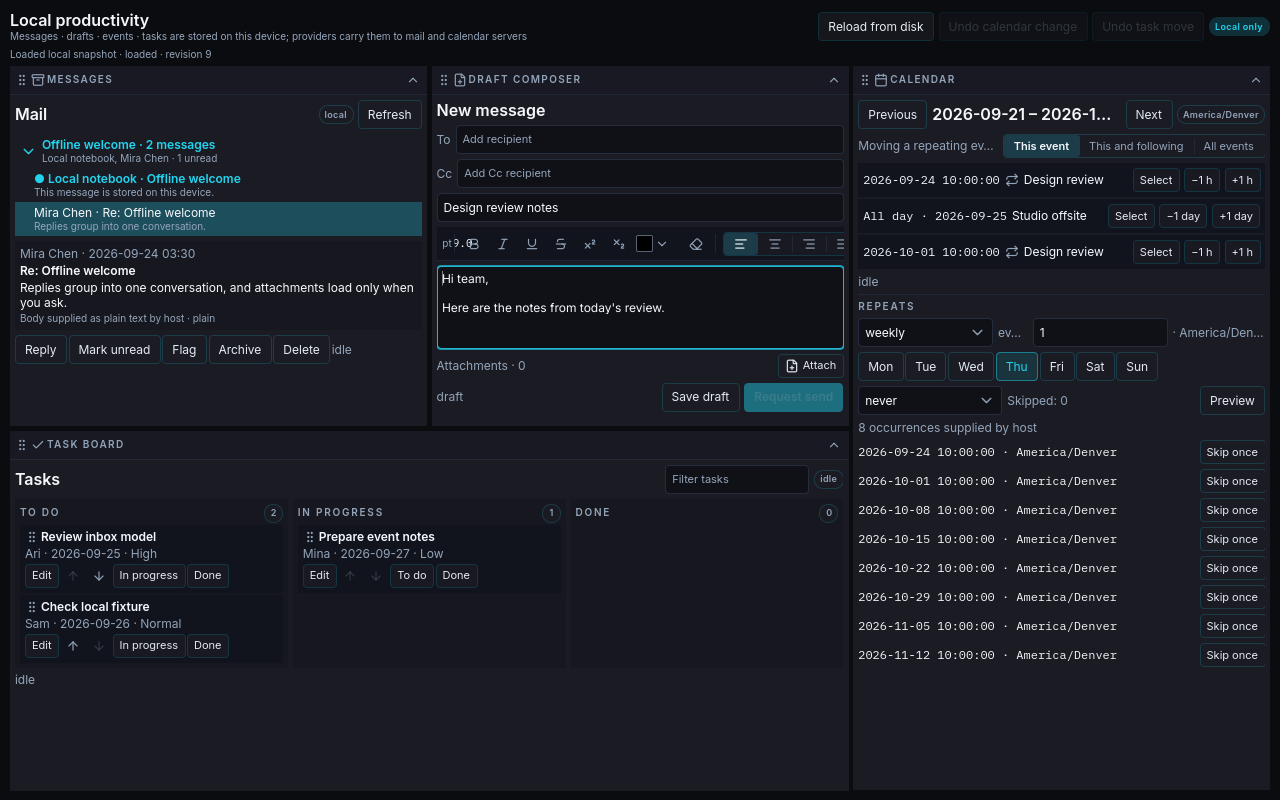 Local productivity
Messages · drafts · events · tasks are stored on this device; providers carry them to mail and calendar servers
Loaded local snapshot · loaded · revision 9
Reload from disk
Undo calendar change
Undo task move
Local only
MESSAGES
Mail
local
Refresh
Offline welcome · 2 messages
Local notebook, Mira Chen · 1 unread
Local notebook · Offline welcome
This message is stored on this device.
Mira Chen · Re: Offline welcome
Replies group into one conversation.
Mira Chen · 2026-09-24 03:30
Re: Offline welcome
Replies group into one conversation, and attachments load only when
you ask.
Body supplied as plain text by host · plain
Reply
Mark unread
Flag
Archive
Delete
idle
DRAFT COMPOSER
New message
To
Add recipient
Cc
Add Cc recipient
Design review notes
pt
B I U S x² x₂
Hi team,
Here are the notes from today's review.
Attachments · 0
Attach
draft
Save draft
Request send
CALENDAR
Previous
2026-09-21 – 2026-1...
Next
America/Denver
Moving a repeating ev...
This event
This and following
All events
2026-09-24 10:00:00 Design review
Select
−1 h
+1 h
All day · 2026-09-25 Studio offsite
Select
−1 day
+1 day
2026-10-01 10:00:00 Design review
Select
−1 h
+1 h
idle
REPEATS
weekly
ev...
1
· America/Den...
Mon
Tue
Wed
Thu
Fri
Sat
Sun
never
Skipped: 0
Preview
8 occurrences supplied by host
2026-09-24 10:00:00 · America/Denver
Skip once
2026-10-01 10:00:00 · America/Denver
Skip once
2026-10-08 10:00:00 · America/Denver
Skip once
2026-10-15 10:00:00 · America/Denver
Skip once
2026-10-22 10:00:00 · America/Denver
Skip once
2026-10-29 10:00:00 · America/Denver
Skip once
2026-11-05 10:00:00 · America/Denver
Skip once
2026-11-12 10:00:00 · America/Denver
Skip once
TASK BOARD
Tasks
Filter tasks
idle
TO DO
2
Review inbox model
Ari · 2026-09-25 · High
Edit
In progress
Done
Check local fixture
Sam · 2026-09-26 · Normal
Edit
In progress
Done
IN PROGRESS
1
Prepare event notes
Mina · 2026-09-27 · Low
Edit
To do
Done
DONE
0
idle